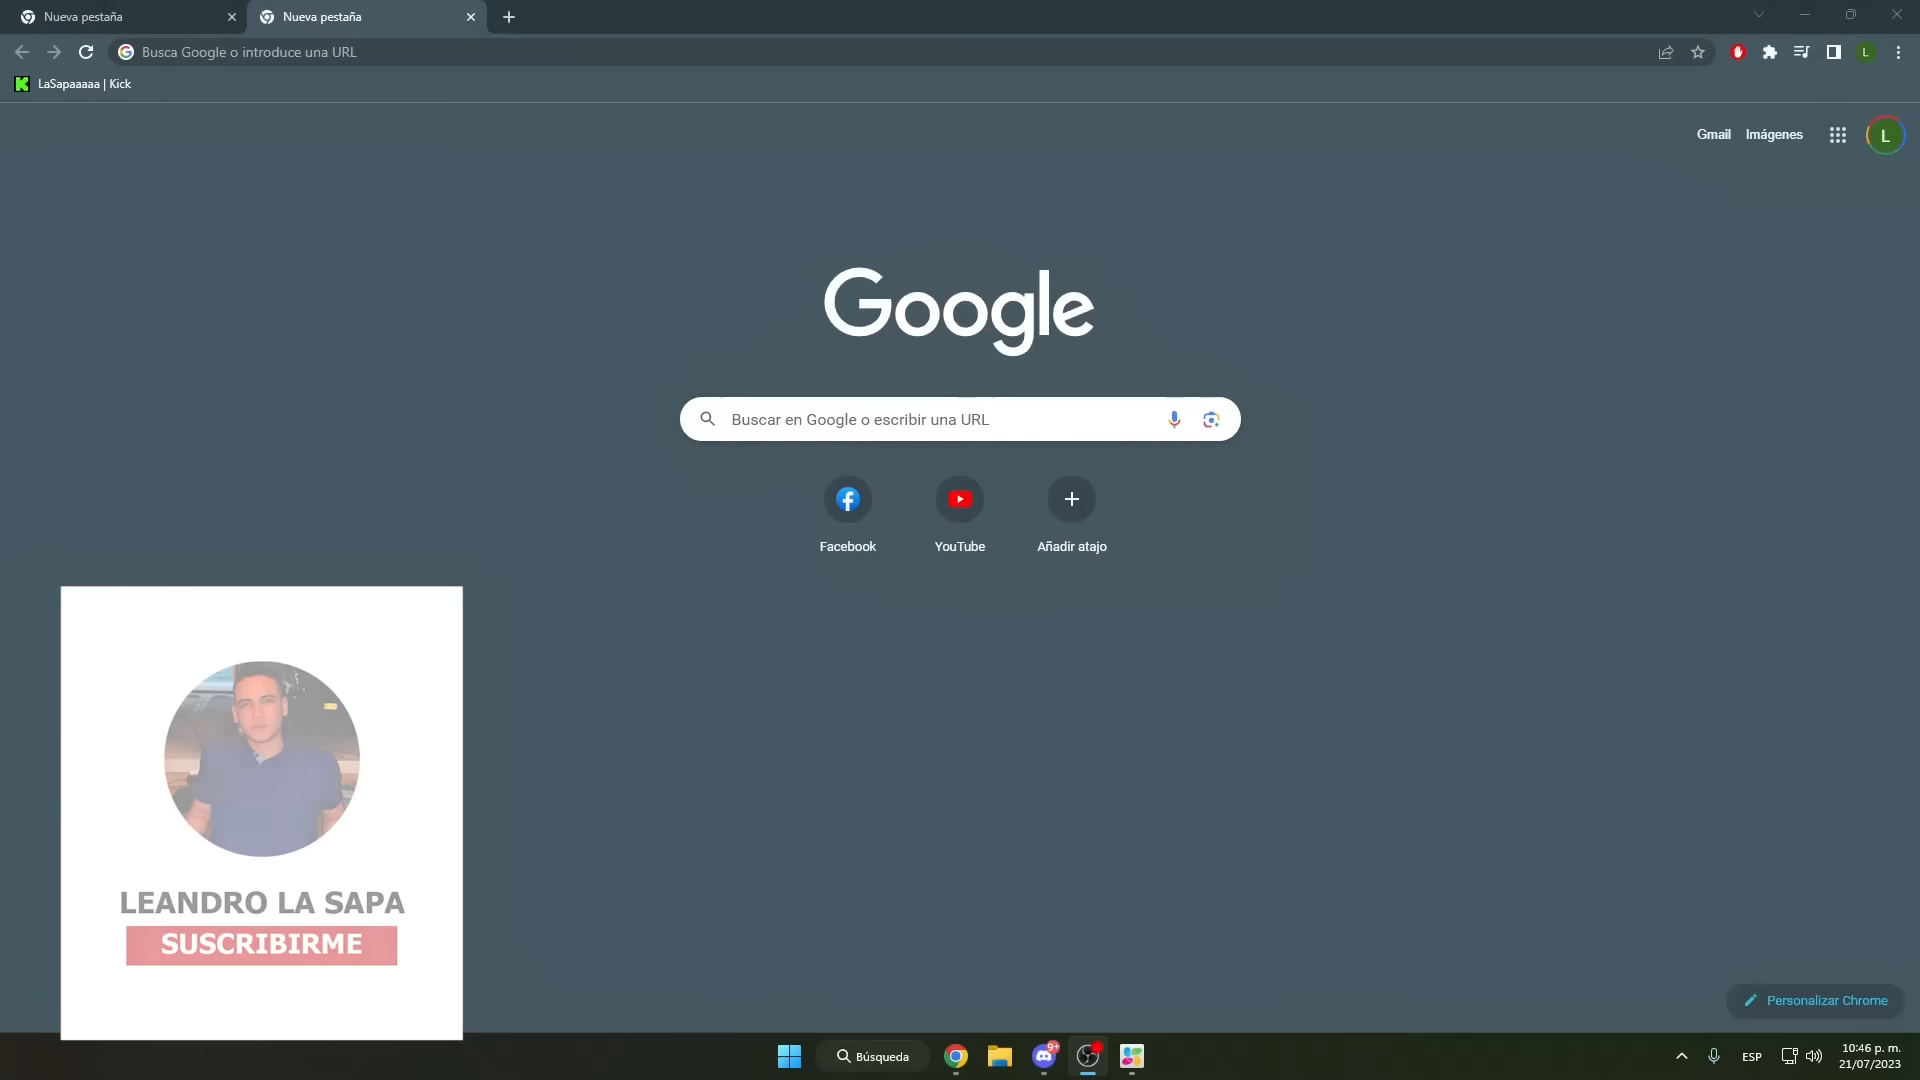 Nueva pestaña
Nueva pestaña
Busca Google o introduce una URL
L
LaSapaaaaa | Kick
Gmail
Imágenes
L
Google
Buscar en Google o escribir una URL
Facebook
YouTube
Añadir atajo
LEANDRO LA SAPA
SUSCRIBIRME
Personalizar Chrome
Búsqueda
9+
ESP
10:46 p. m.
21/07/2023